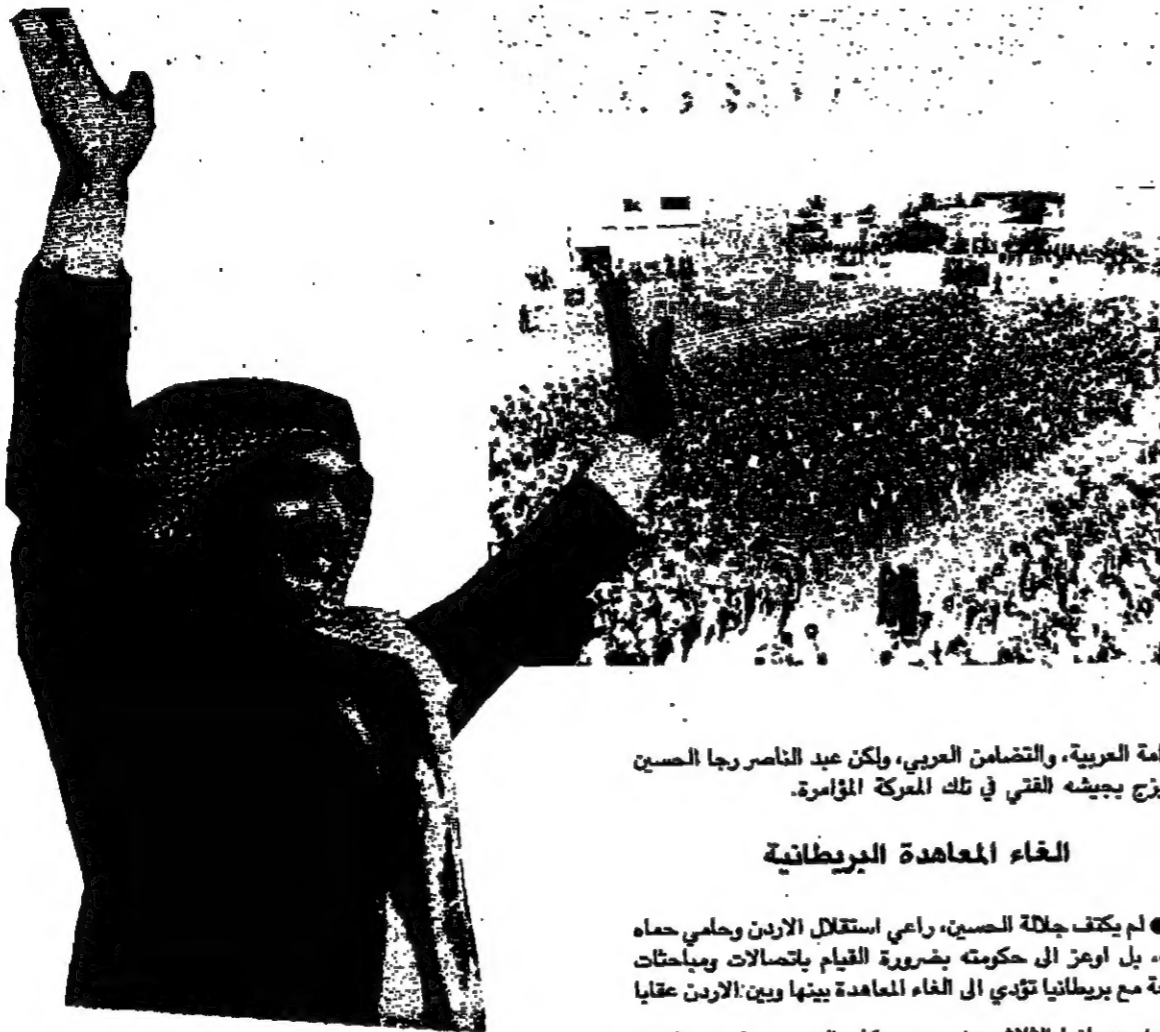 امة العربية، والتضامن العربي، ولكن عبد الناصر رجا الحسين
يزج بجيشه الفتي في تلك المعركة المؤامرة.
الغاء المعاهدة البريطانية
● لم يكتف جلالة الحسين، راعي استقلال الاردن وحامي حماه
، بل اوعز الى حكومته بضرورة القيام باتصالات ومباحثات
ة مع بريطانيا تؤدي الى الغاء المعاهدة بينها وبين الاردن عقابا